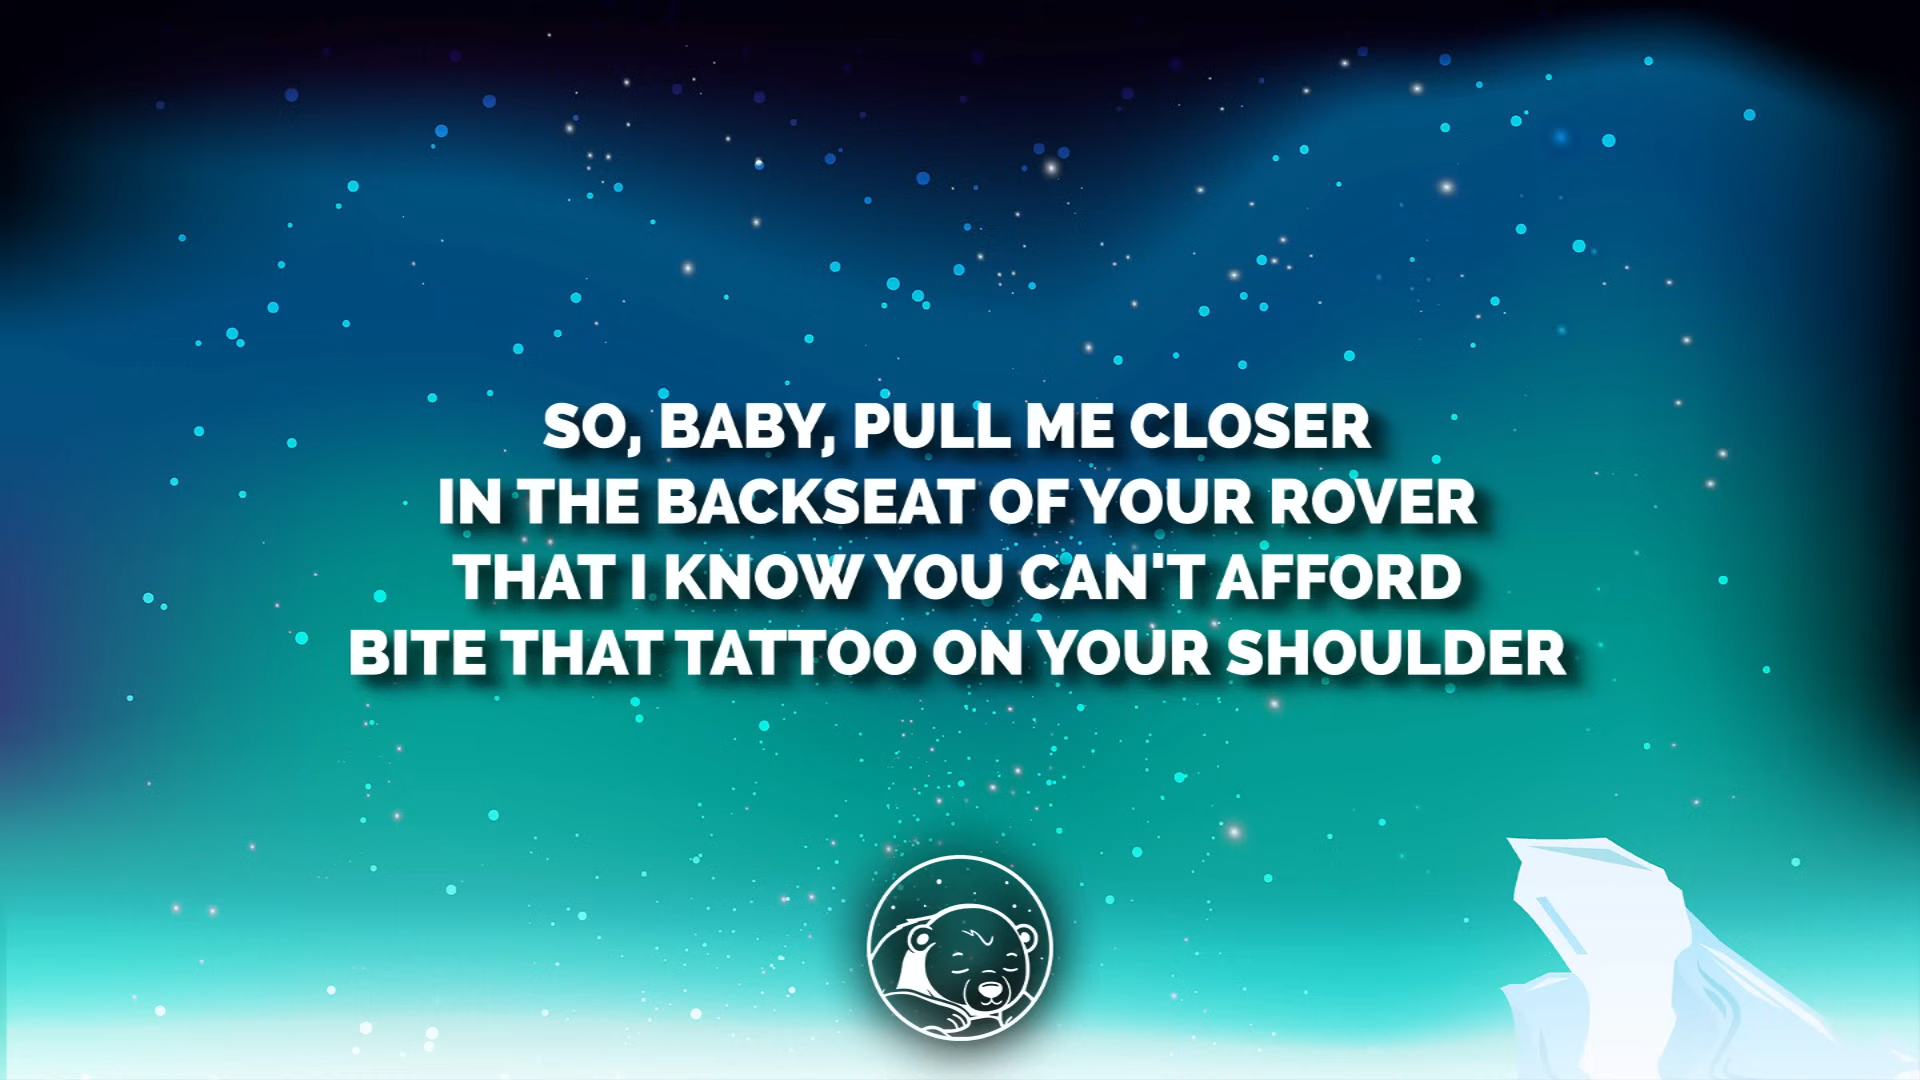 SO, BABY, PULL ME CLOSER
IN THE BACKSEAT OF YOUR ROVER
THAT I KNOW YOU CAN'T AFFORD
BITE THAT TATTOO ON YOUR SHOULDER